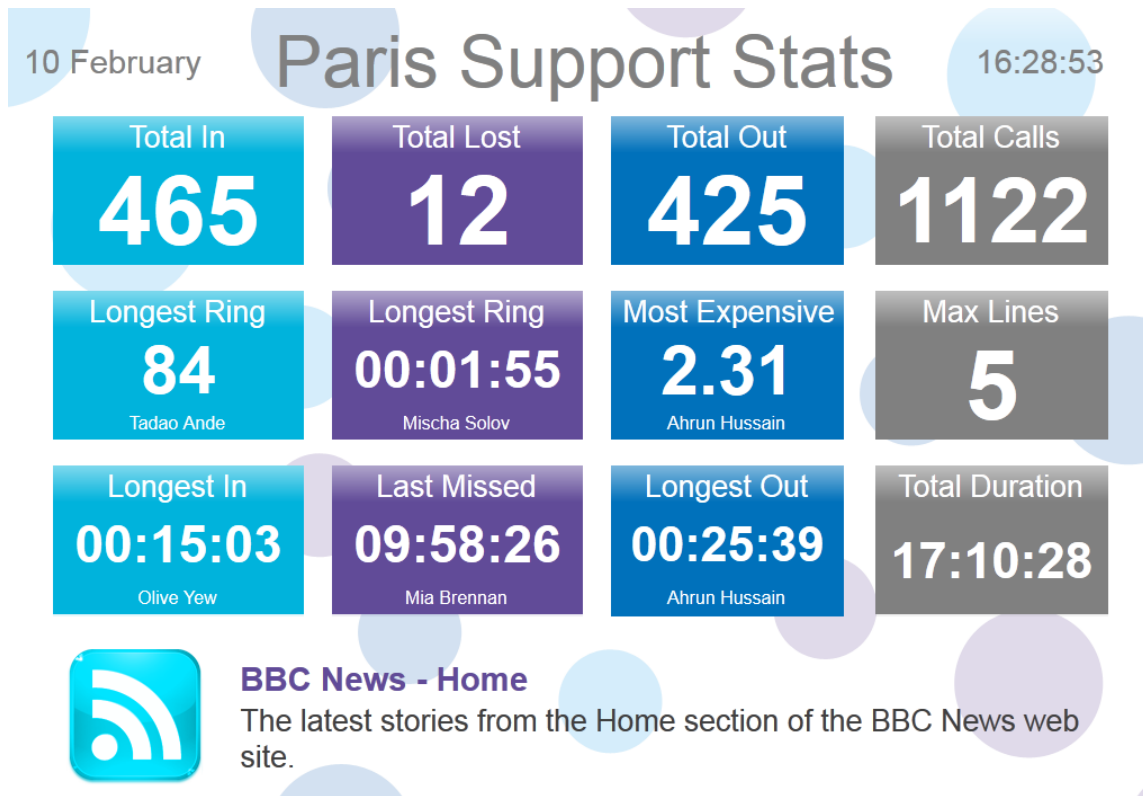 10 February
Paris Support Stats
16:28:53
Total In
465
Total Lost
12
Total Out
425
Total Calls
1122
Longest Ring
84
Tadao Ande
Longest Ring
00:01:55
Mischa Solov
Most Expensive
2.31
Ahrun Hussain
Max Lines
5
Longest In
00:15:03
Olive Yew
Last Missed
09:58:26
Mia Brennan
Longest Out
00:25:39
Ahrun Hussain
Total Duration
17:10:28
BBC News - Home
The latest stories from the Home section of the BBC News web
site.